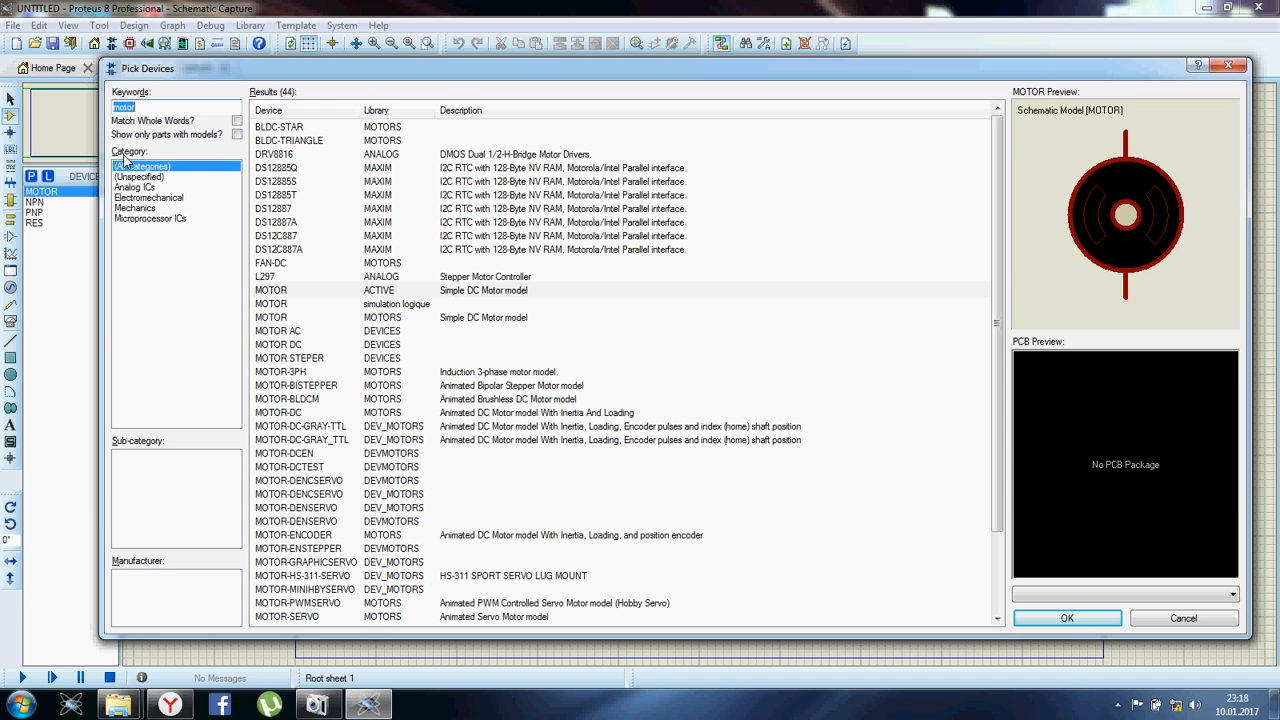 UNTITLED - Proteus 8 Professional - Schematic Capture
File Edit View Tool Design Graph Debug Library Template System Help
Home Page
Pick Devices
Keywords:
motor
Match Whole Words?
Show only parts with models?
Category:
(All Categories)
(Unspecified)
Analog ICs
Electromechanical
Mechanics
Microprocessor ICs
Sub-category:
Manufacturer:
P L DEVICE
MOTOR
NPN
PNP
RES
LBL
A
0°
Results (44):
Device Library Description
BLDC-STAR MOTORS
BLDC-TRIANGLE MOTORS
DRV8816 ANALOG DMOS Dual 1/2-H-Bridge Motor Drivers.
DS12885Q MAXIM I2C RTC with 128-Byte NV RAM, Motorola/Intel Parallel interface.
DS12885S MAXIM I2C RTC with 128-Byte NV RAM, Motorola/Intel Parallel interface.
DS12885T MAXIM I2C RTC with 128-Byte NV RAM, Motorola/Intel Parallel interface.
DS12887 MAXIM I2C RTC with 128-Byte NV RAM, Motorola/Intel Parallel interface.
DS12887A MAXIM I2C RTC with 128-Byte NV RAM, Motorola/Intel Parallel interface.
DS12C887 MAXIM I2C RTC with 128-Byte NV RAM, Motorola/Intel Parallel interface.
DS12C887A MAXIM I2C RTC with 128-Byte NV RAM, Motorola/Intel Parallel interface.
FAN-DC MOTORS
L297 ANALOG Stepper Motor Controller
MOTOR ACTIVE Simple DC Motor model
MOTOR simulation logique
MOTOR MOTORS Simple DC Motor model
MOTOR AC DEVICES
MOTOR DC DEVICES
MOTOR STEPER DEVICES
MOTOR-3PH MOTORS Induction 3-phase motor model.
MOTOR-BISTEPPER MOTORS Animated Bipolar Stepper Motor model
MOTOR-BLDCM MOTORS Animated Brushless DC Motor model
MOTOR-DC MOTORS Animated DC Motor model With Inertia And Loading
MOTOR-DC-GRAY-TTL DEV_MOTORS Animated DC Motor model With Inertia, Loading, Encoder pulses and index (home) shaft position
MOTOR-DC-GRAY_TTL DEV_MOTORS Animated DC Motor model With Inertia, Loading, Encoder pulses and index (home) shaft position
MOTOR-DCEN DEVMOTORS
MOTOR-DCTEST DEVMOTORS
MOTOR-DENCSERVO DEVMOTORS
MOTOR-DENCSERVO DEV_MOTORS
MOTOR-DENSERVO DEV_MOTORS
MOTOR-DENSERVO DEVMOTORS
MOTOR-ENCODER MOTORS Animated DC Motor model With Inertia, Loading, and position encoder
MOTOR-ENSTEPPER DEVMOTORS
MOTOR-GRAPHICSERVO DEV_MOTORS
MOTOR-HS-311-SERVO DEV_MOTORS HS-311 SPORT SERVO LUG MOUNT
MOTOR-MINIHBYSERVO DEV_MOTORS
MOTOR-PWMSERVO MOTORS Animated PWM Controlled Servo Motor model (Hobby Servo)
MOTOR-SERVO MOTORS Animated Servo Motor model
MOTOR Preview:
Schematic Model [MOTOR]
PCB Preview:
No PCB Package
OK Cancel
No Messages Root sheet 1
23:18
10.01.2017